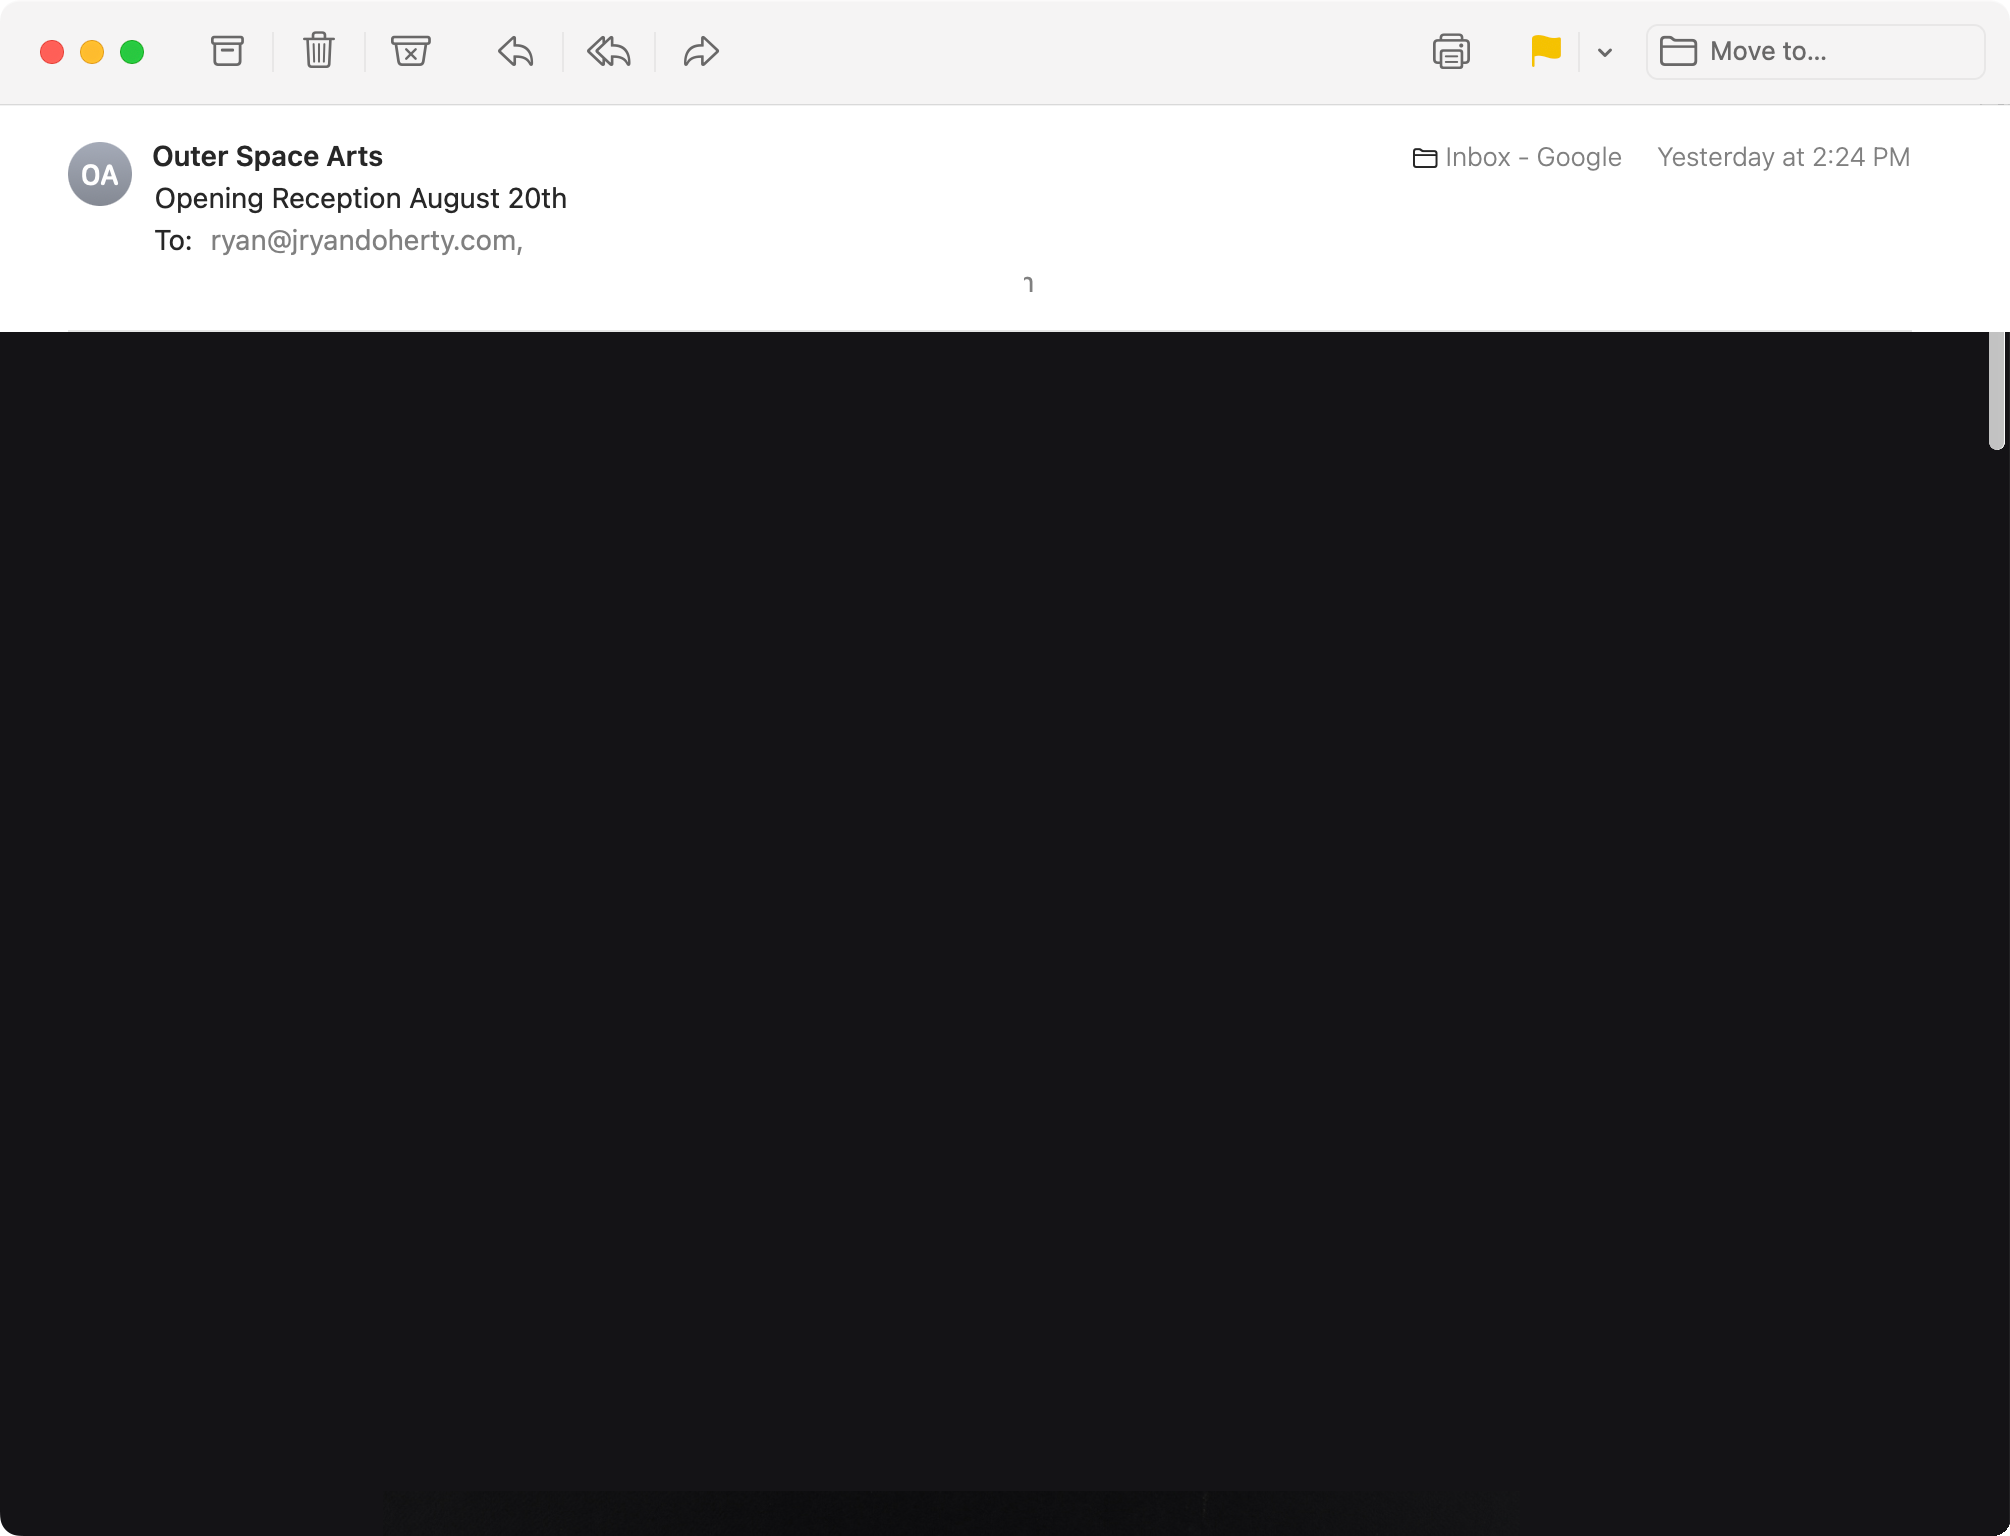 Move to...
OA
Outer Space Arts
Inbox - Google
Yesterday at 2:24 PM
Opening Reception August 20th
To: ryan@jryandoherty.com,